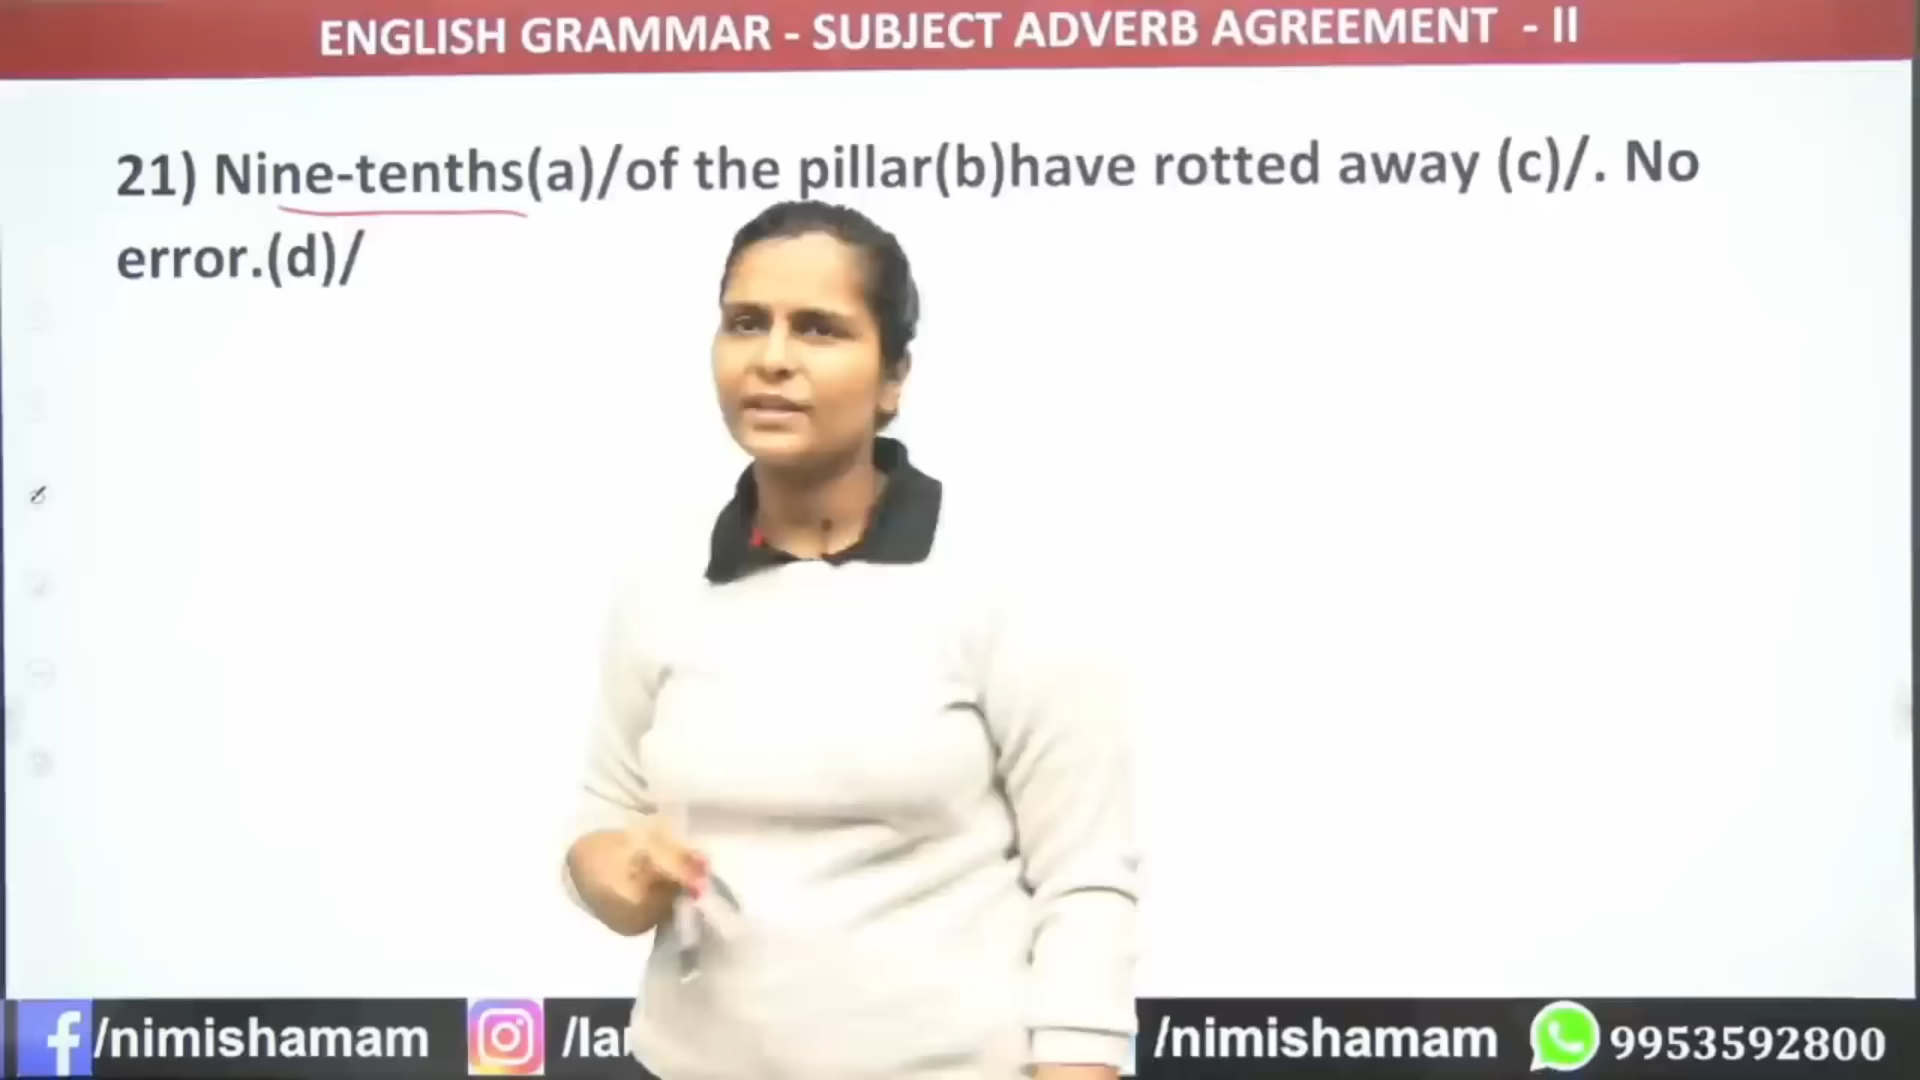 ENGLISH GRAMMAR - SUBJECT ADVERB AGREEMENT - II
21) Nine-tenths(a)/of the pillar(b)have rotted away (c)/. No
error.(d)/
/nimishamam
/nimishamam
9953592800